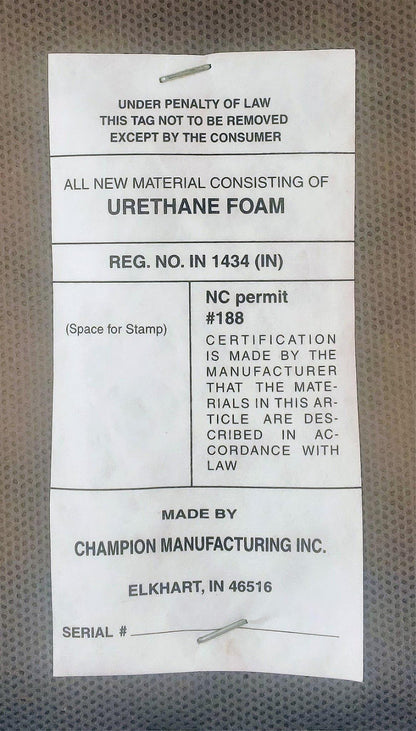 UNDER PENALTY OF LAW
THIS TAG NOT TO BE REMOVED
EXCEPT BY THE CONSUMER
ALL NEW MATERIAL CONSISTING OF
URETHANE FOAM
REG. NO. IN 1434 (IN)
(Space for Stamp)
NC permit
#188
CERTIFICATION
IS MADE BY THE
MANUFACTURER
THAT THE MATE-
RIALS IN THIS AR-
TICLE ARE DES-
CRIBED IN AC-
CORDANCE WITH
LAW
MADE BY
CHAMPION MANUFACTURING INC.
ELKHART, IN 46516
SERIAL #